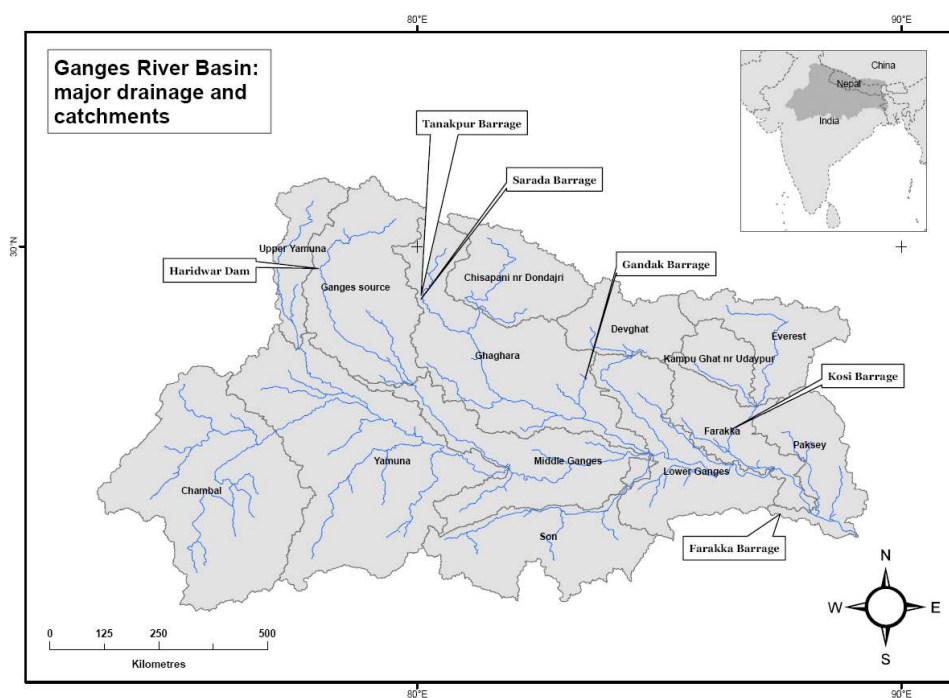 80°E
90°E
Ganges River Basin:
major drainage and
catchments
China
Nepal
India
Tanakpur Barrage
Sarada Barrage
30°N
Upper Yamuna
Haridwar Dam
Ganges source
Chisapani nr Dondajri
Gandak Barrage
Devghat
Everest
Ghaghara
Kampu Ghat nr Udaypur
Kosi Barrage
Farakka
Paksey
Yamuna
Middle Ganges
Lower Ganges
Chambal
Son
Farakka Barrage
N
W
E
S
0
125
250
500
Kilometres
80°E
90°E